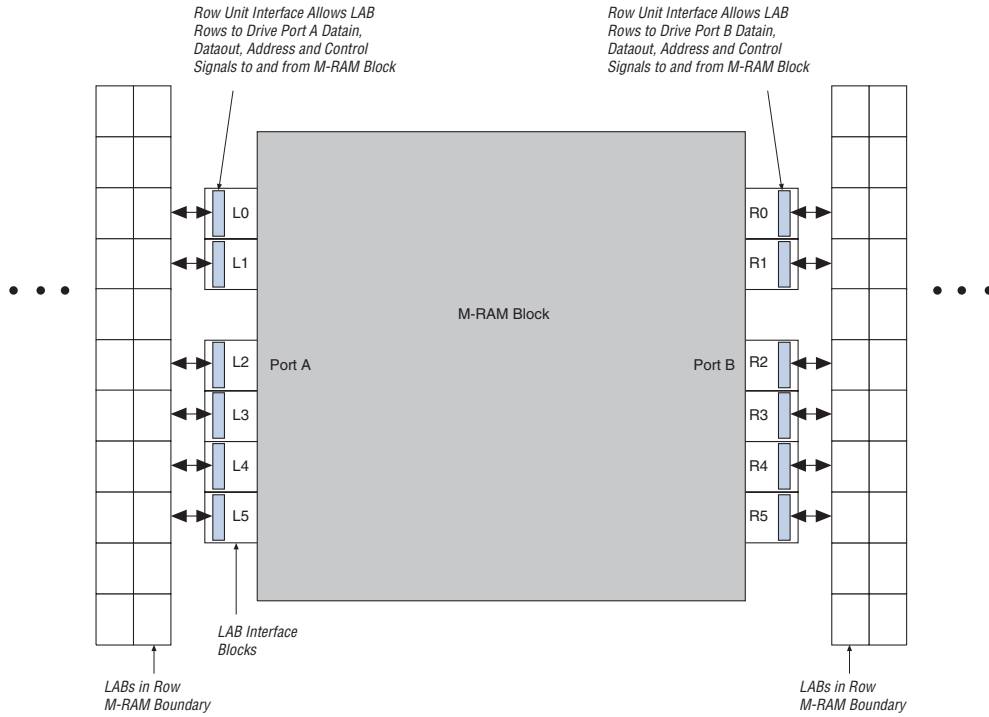 Row Unit Interface Allows LAB
Rows to Drive Port A Datain,
Dataout, Address and Control
Signals to and from M-RAM Block
Row Unit Interface Allows LAB
Rows to Drive Port B Datain,
Dataout, Address and Control
Signals to and from M-RAM Block
L0
R0
L1
R1
M-RAM Block
L2
Port A
Port B
R2
L3
R3
L4
R4
L5
R5
LAB Interface
Blocks
LABs in Row
M-RAM Boundary
LABs in Row
M-RAM Boundary